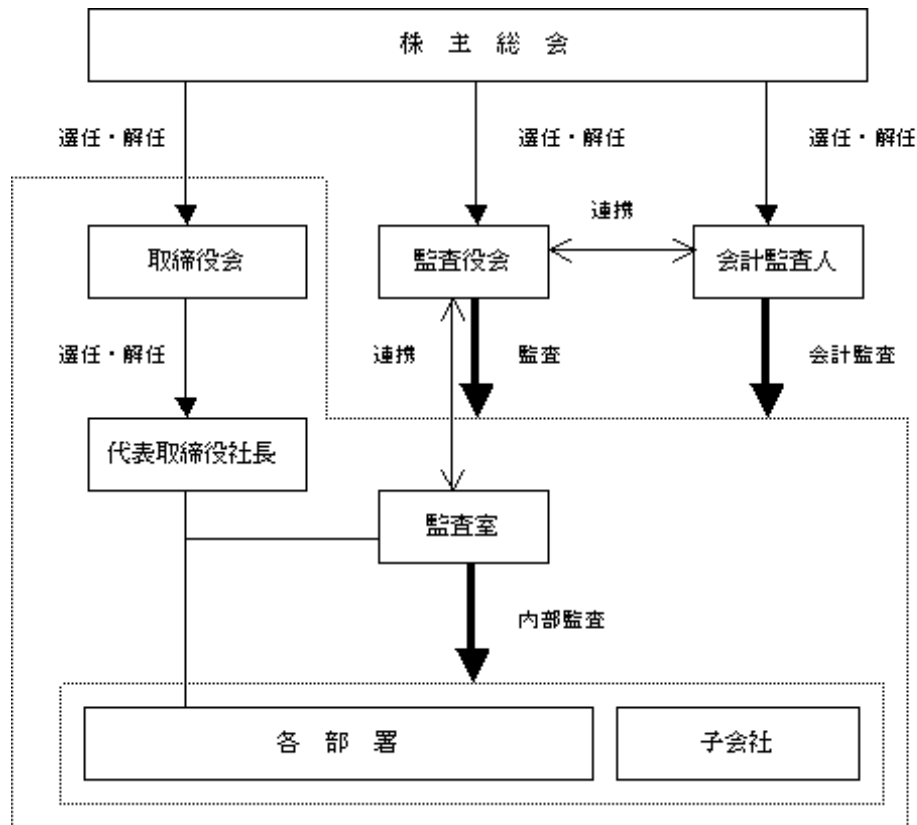 株主総会
選任・解任
選任・解任
選任・解任
連携
取締役会
監査役会
会計監査人
選任・解任
連携
監査
会計監査
代表取締役社長
監査室
内部監査
各部署
子会社